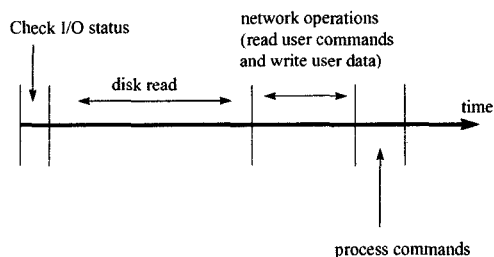 Check I/O status
network operations
(read user commands
and write user data)
disk read
time
process commands